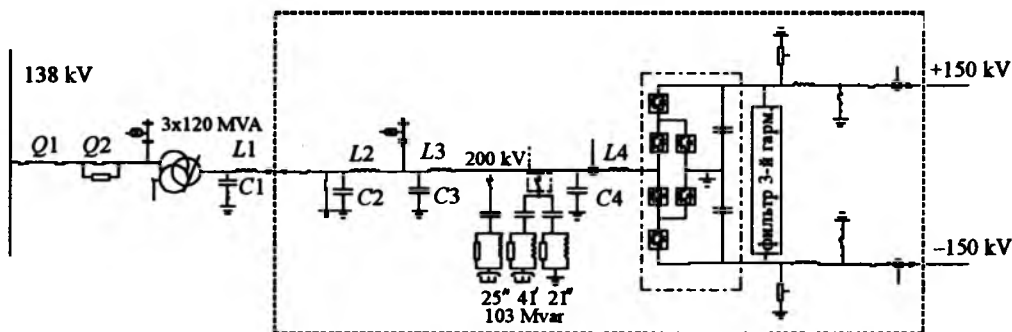 138 kV
Q1
Q2
3x120 MVA
L1
C1
L2
C2
L3
C3
200 kV
C4
L4
25" 41' 21"
103 Mvar
фильтр 3-й гарм.
+150 kV
−150 kV